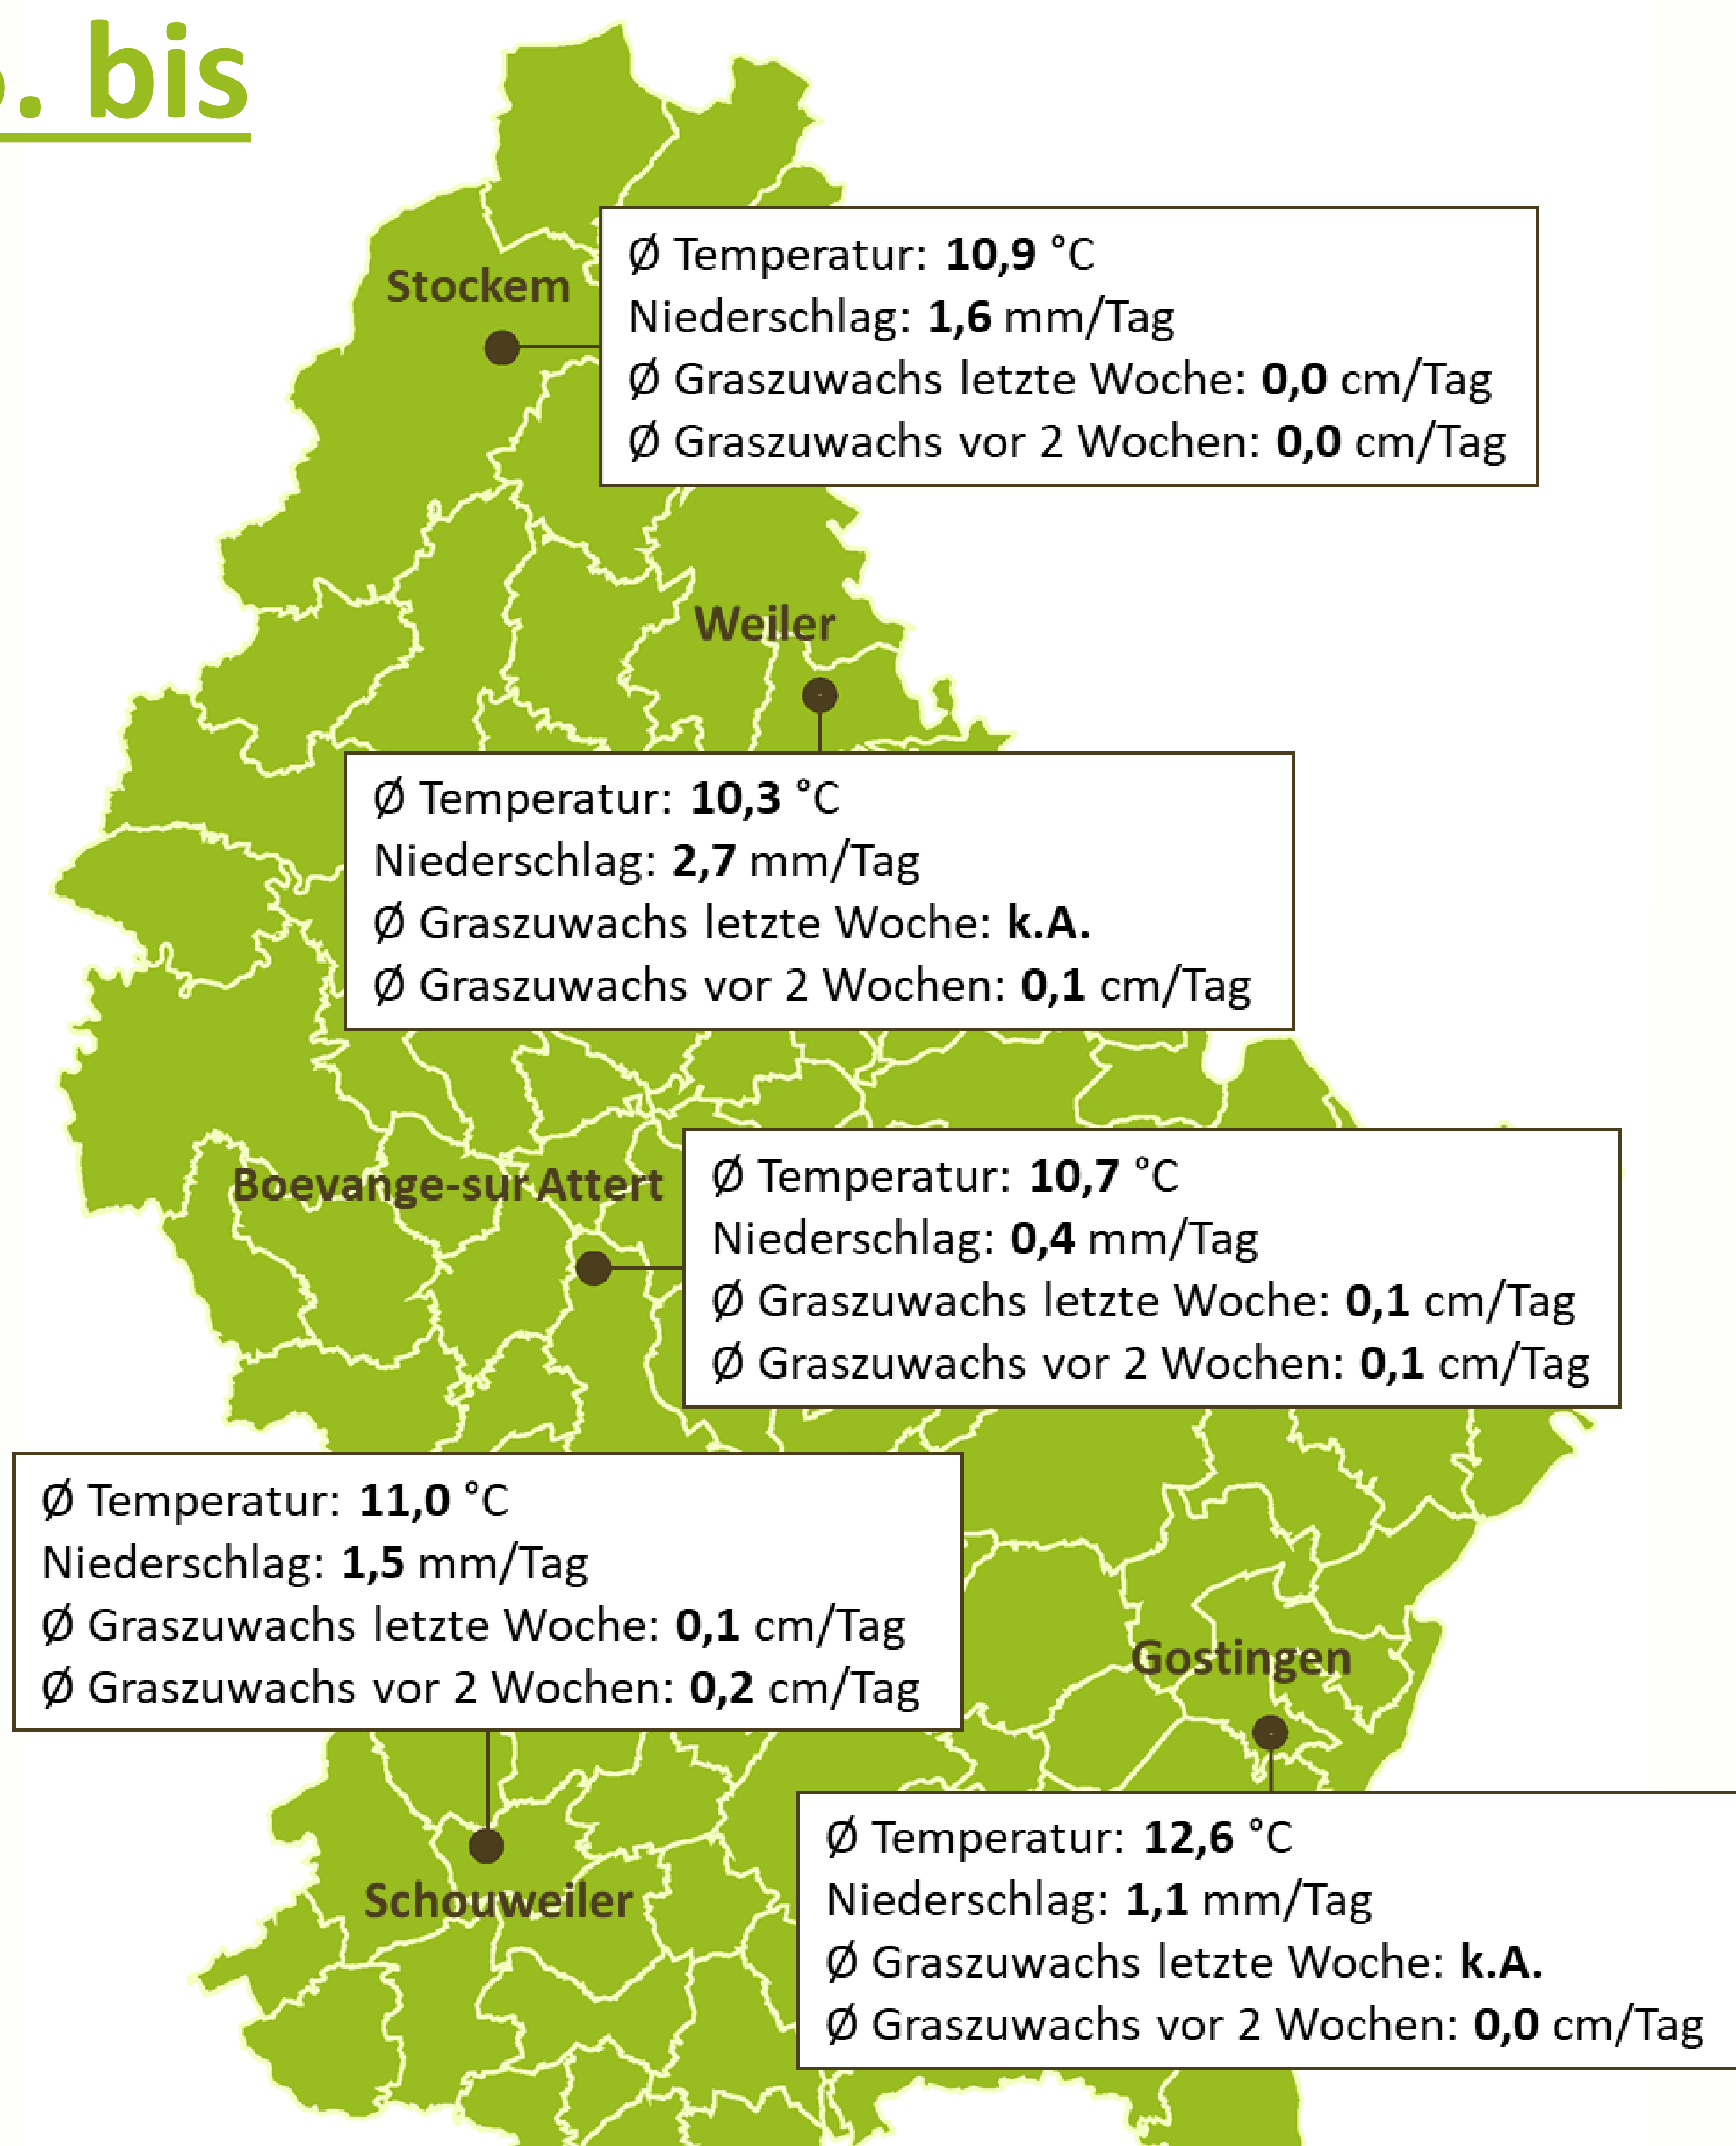 . bis
Stockem
Ø Temperatur: 10,9 °C
Niederschlag: 1,6 mm/Tag
Ø Graszuwachs letzte Woche: 0,0 cm/Tag
Ø Graszuwachs vor 2 Wochen: 0,0 cm/Tag
Weiler
Ø Temperatur: 10,3 °C
Niederschlag: 2,7 mm/Tag
Ø Graszuwachs letzte Woche: k.A.
Ø Graszuwachs vor 2 Wochen: 0,1 cm/Tag
Boevange-sur Attert
Ø Temperatur: 10,7 °C
Niederschlag: 0,4 mm/Tag
Ø Graszuwachs letzte Woche: 0,1 cm/Tag
Ø Graszuwachs vor 2 Wochen: 0,1 cm/Tag
Ø Temperatur: 11,0 °C
Niederschlag: 1,5 mm/Tag
Ø Graszuwachs letzte Woche: 0,1 cm/Tag
Ø Graszuwachs vor 2 Wochen: 0,2 cm/Tag
Schouweiler
Gostingen
Ø Temperatur: 12,6 °C
Niederschlag: 1,1 mm/Tag
Ø Graszuwachs letzte Woche: k.A.
Ø Graszuwachs vor 2 Wochen: 0,0 cm/Tag